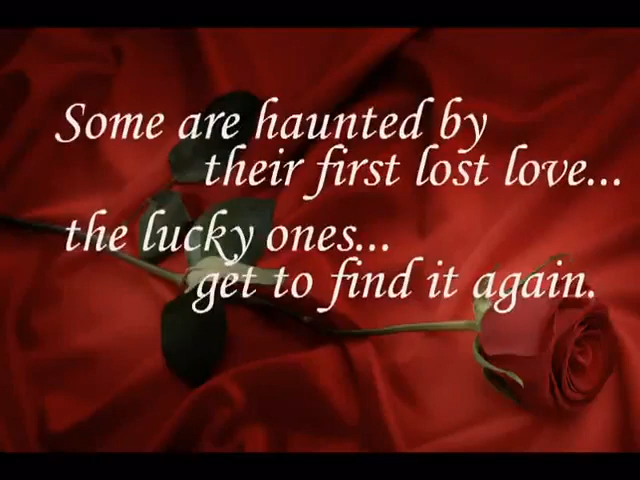 Some are haunted by
their first lost love...
the lucky ones...
get to find it again.